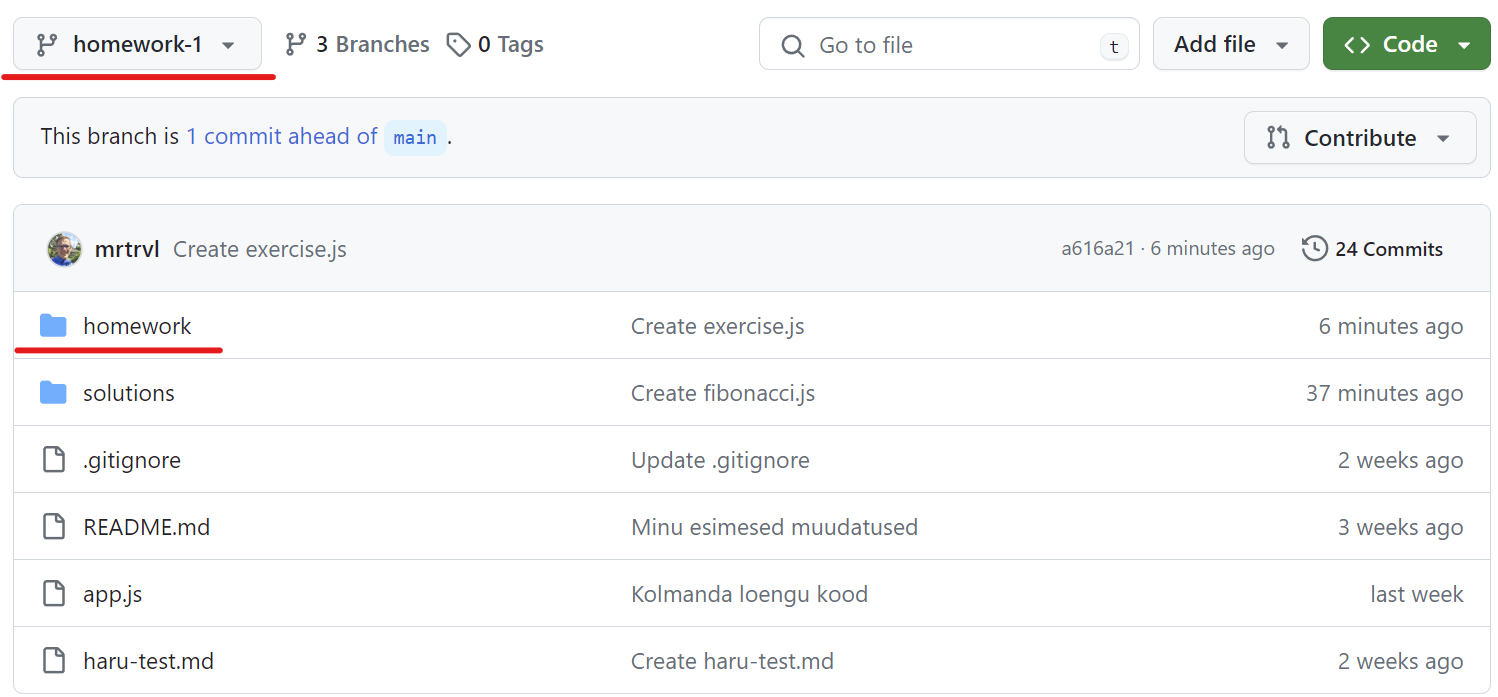 homework-1 3 Branches 0 Tags Go to file t Add file Code
This branch is 1 commit ahead of main .
Contribute
mrtrvl Create exercise.js a616a21 · 6 minutes ago 24 Commits
homework Create exercise.js 6 minutes ago
solutions Create fibonacci.js 37 minutes ago
.gitignore Update .gitignore 2 weeks ago
README.md Minu esimesed muudatused 3 weeks ago
app.js Kolmanda loengu kood last week
haru-test.md Create haru-test.md 2 weeks ago